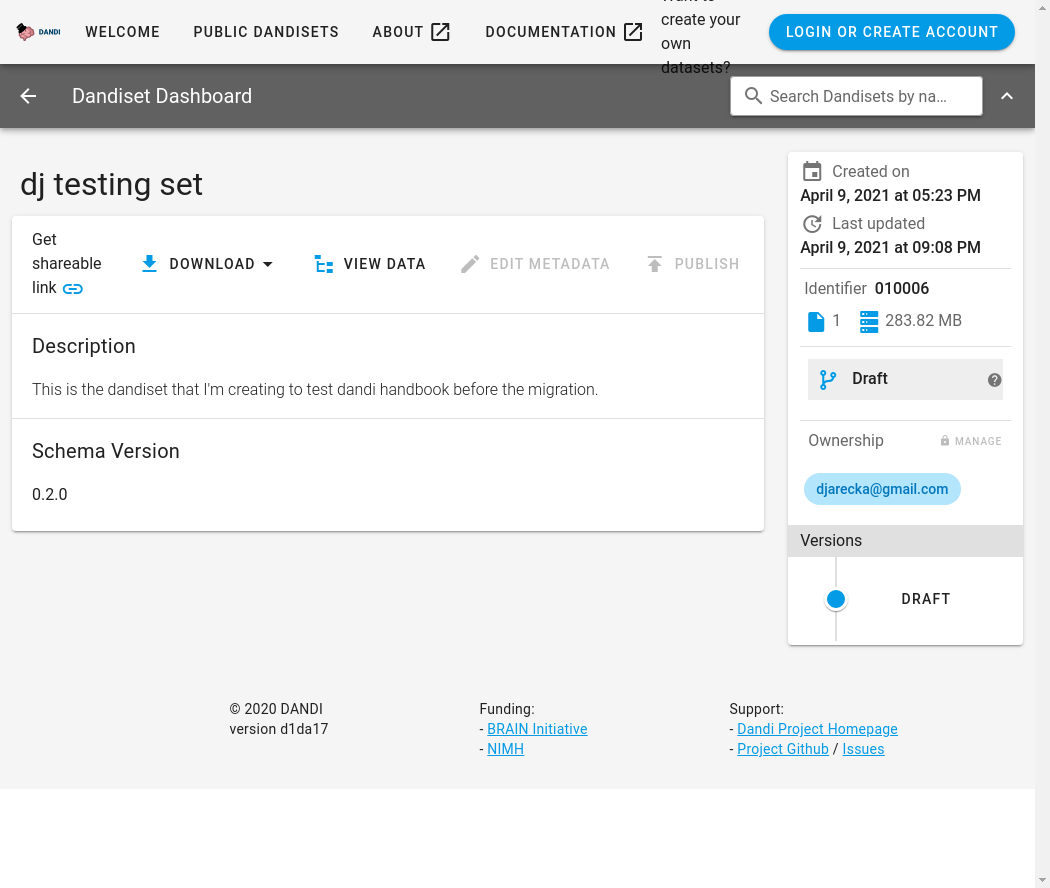 DANDI
WELCOME
PUBLIC DANDISETS
ABOUT
DOCUMENTATION
create your
own
datasets?
LOGIN OR CREATE ACCOUNT
Dandiset Dashboard
Search Dandisets by na...
dj testing set
Get
shareable
link
DOWNLOAD
VIEW DATA
EDIT METADATA
PUBLISH
Description
This is the dandiset that I'm creating to test dandi handbook before the migration.
Schema Version
0.2.0
Created on
April 9, 2021 at 05:23 PM
Last updated
April 9, 2021 at 09:08 PM
Identifier 010006
1
283.82 MB
Draft
?
Ownership
MANAGE
djarecka@gmail.com
Versions
DRAFT
© 2020 DANDI
version d1da17
Funding:
- BRAIN Initiative
- NIMH
Support:
- Dandi Project Homepage
- Project Github / Issues